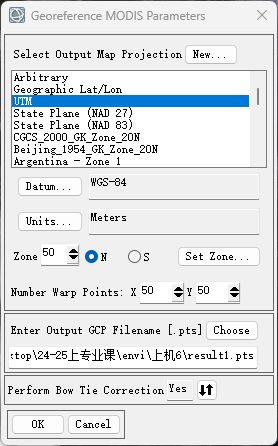 Georeference MODIS Parameters
Select Output Map Projection New...
Arbitrary
Geographic Lat/Lon
UTM
State Plane (NAD 27)
State Plane (NAD 83)
CGCS_2000_GK_Zone_20N
Beijing_1954_GK_Zone_20N
Argentina - Zone 1
Datum... WGS-84
Units... Meters
Zone 50 N S Set Zone...
Number Warp Points: X 50 Y 50
Enter Output GCP Filename [.pts] Choose
top\24-25上专业课\envi\上机6\result1.pts
Perform Bow Tie Correction Yes
OK Cancel